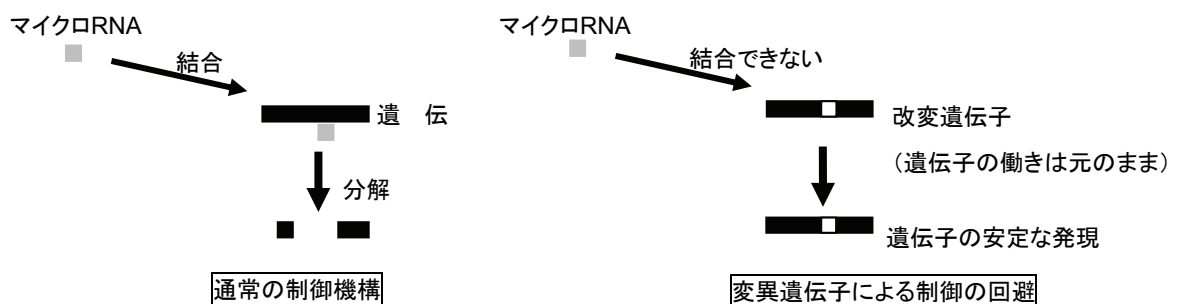 マイクロRNA
結合
遺 伝
分解
通常の制御機構
マイクロRNA
結合できない
改変遺伝子
（遺伝子の働きは元のまま）
遺伝子の安定な発現
変異遺伝子による制御の回避